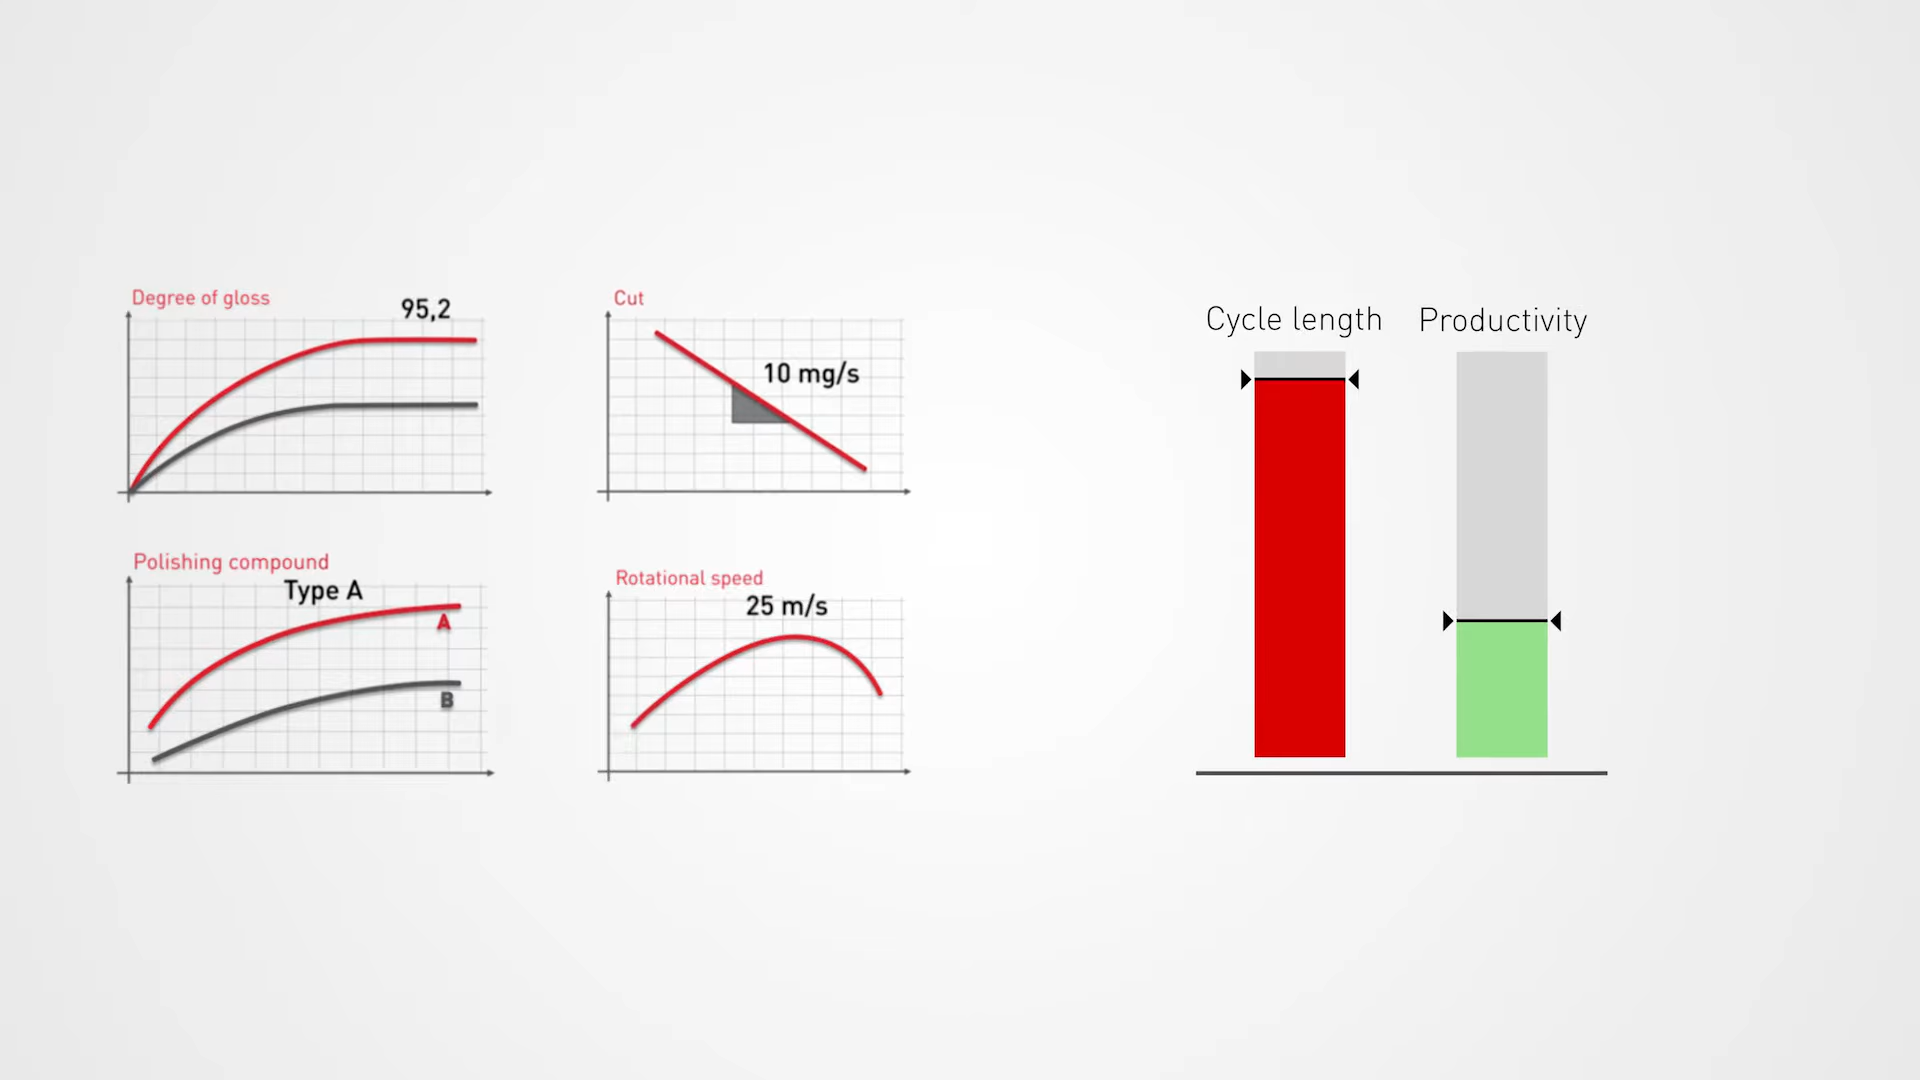 Degree of gloss
95,2
Cut
10 mg/s
Polishing compound
Type A
A
B
Rotational speed
25 m/s
Cycle length
Productivity